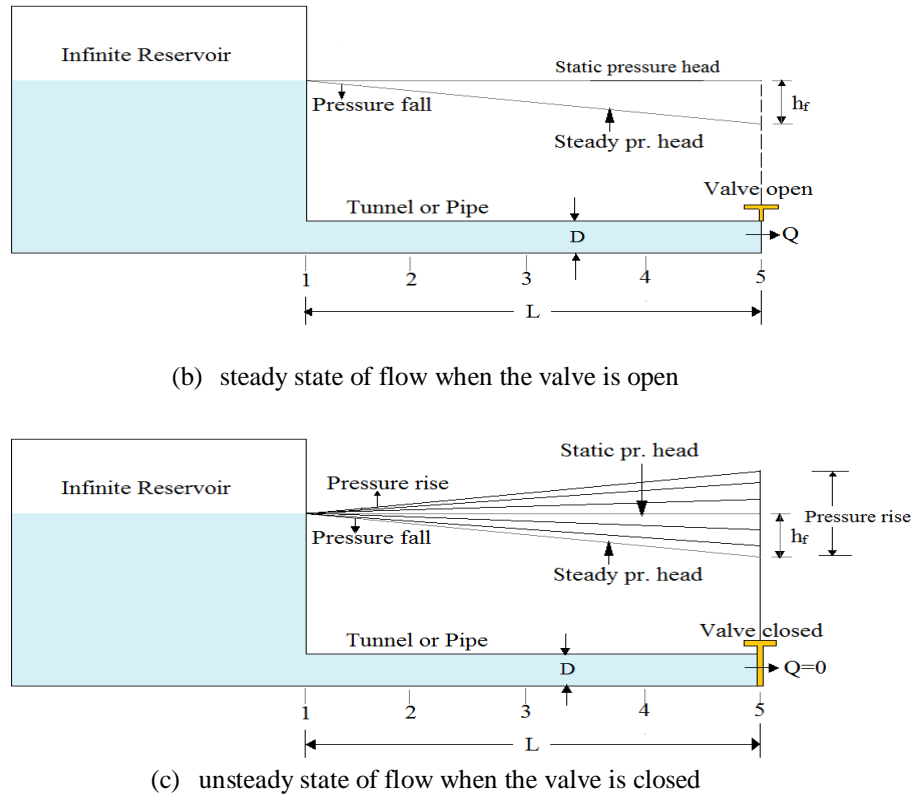 Infinite Reservoir
Static pressure head
Pressure fall
hf
Steady pr. head
Valve open
Tunnel or Pipe
D
Q
1 2 3 4 5
L
(b) steady state of flow when the valve is open
Static pr. head
Infinite Reservoir
Pressure rise
Pressure rise
Pressure fall
hf
Steady pr. head
Valve closed
Tunnel or Pipe
D
Q=0
1 2 3 4 5
L
(c) unsteady state of flow when the valve is closed